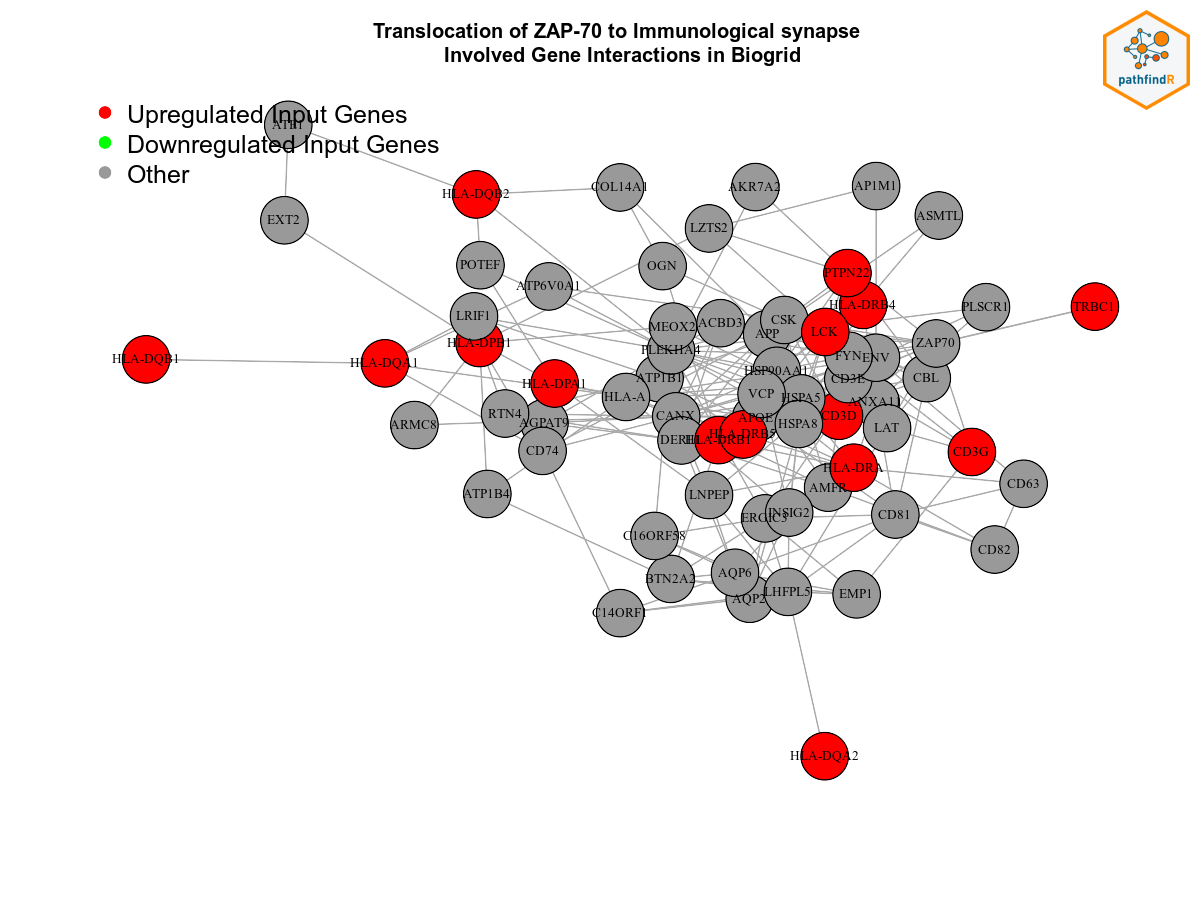 Translocation of ZAP-70 to Immunological synapse
Involved Gene Interactions in Biogrid
pathfindR
Upregulated Input Genes
Downregulated Input Genes
Other
EXT2
HLA-DQB2
COL14A1
AKR7A2
AP1M1
ASMTL
LZTS2
POTEF
OGN
ATP6V0A1
PTPN22
HLA-DRB4
PLSCR1
TRBC1
LRIF1
HLA-DPB1
MEOX2
ACBD3
APP
CSK
LCK
ZAP70
HLA-DQB1
HLA-DQA1
PLEKHA4
FYN
ENV
HSP90AA1
CD3E
CBL
HLA-DPA1
ATP1B1
HLA-A
VCP
HSPA5
ANXA1
ARMC8
RTN4
AGPAT9
CANX
APOE
CD3D
HSPA8
LAT
HLA-DRB1
HLA-DRB5
CD74
CD3G
HLA-DRA
AMFR
CD63
ATP1B4
LNPEP
ERGIC3
INSIG2
CD81
C16ORF58
CD82
BTN2A2
AQP6
AQP2
LHFPL5
EMP1
C14ORF1
HLA-DQA2